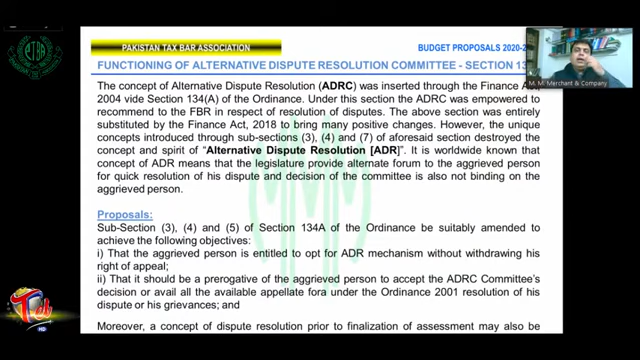 PTBA
PAKISTAN TAX BAR ASSOCIATION
BUDGET PROPOSALS 2020-2
FUNCTIONING OF ALTERNATIVE DISPUTE RESOLUTION COMMITTEE - SECTION 13
M. M. Merchant & Company
The concept of Alternative Dispute Resolution (ADRC) was inserted through the Finance Act,
2004 vide Section 134(A) of the Ordinance. Under this section the ADRC was empowered to
recommend to the FBR in respect of resolution of disputes. The above section was entirely
substituted by the Finance Act, 2018 to bring many positive changes. However, the unique
concepts introduced through sub-sections (3), (4) and (7) of aforesaid section destroyed the
concept and spirit of “Alternative Dispute Resolution [ADR]”. It is worldwide known that
concept of ADR means that the legislature provide alternate forum to the aggrieved person
for quick resolution of his dispute and decision of the committee is also not binding on the
aggrieved person.
Proposals:
Sub-Section (3), (4) and (5) of Section 134A of the Ordinance be suitably amended to
achieve the following objectives:
i) That the aggrieved person is entitled to opt for ADR mechanism without withdrawing his
right of appeal;
ii) That it should be a prerogative of the aggrieved person to accept the ADRC Committee's
decision or avail all the available appellate fora under the Ordinance 2001 resolution of his
dispute or his grievances; and
Moreover, a concept of dispute resolution prior to finalization of assessment may also be
Tel
HD